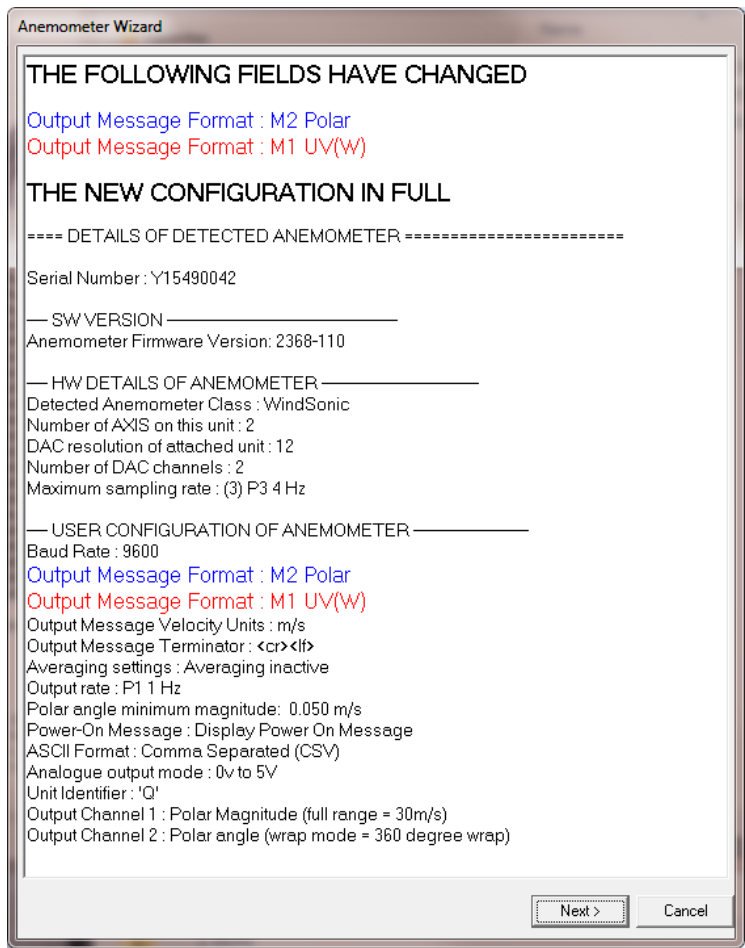 Anemometer Wizard
THE FOLLOWING FIELDS HAVE CHANGED
Output Message Format : M2 Polar
Output Message Format : M1 UV(W)
THE NEW CONFIGURATION IN FULL
==== DETAILS OF DETECTED ANEMOMETER ========================
Serial Number : Y15490042
— SW VERSION ————————————
Anemometer Firmware Version: 2368-110
— HW DETAILS OF ANEMOMETER ————————
Detected Anemometer Class : WindSonic
Number of AXIS on this unit : 2
DAC resolution of attached unit : 12
Number of DAC channels : 2
Maximum sampling rate : (3) P3 4 Hz
— USER CONFIGURATION OF ANEMOMETER ——————
Baud Rate : 9600
Output Message Format : M2 Polar
Output Message Format : M1 UV(W)
Output Message Velocity Units : m/s
Output Message Terminator : <cr><lf>
Averaging settings : Averaging inactive
Output rate : P1 1 Hz
Polar angle minimum magnitude: 0.050 m/s
Power-On Message : Display Power On Message
ASCII Format : Comma Separated (CSV)
Analogue output mode : 0v to 5V
Unit Identifier : 'Q'
Output Channel 1 : Polar Magnitude (full range = 30m/s)
Output Channel 2 : Polar angle (wrap mode = 360 degree wrap)
Next >
Cancel